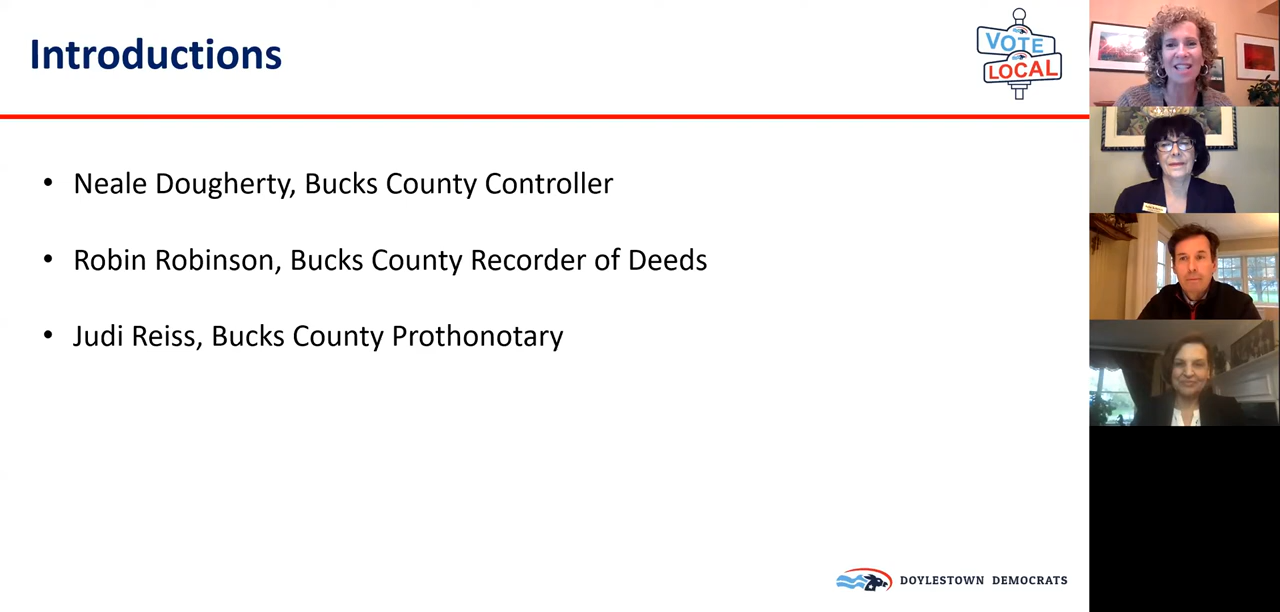 Introductions
VOTE
LOCAL
• Neale Dougherty, Bucks County Controller
• Robin Robinson, Bucks County Recorder of Deeds
• Judi Reiss, Bucks County Prothonotary
DOYLESTOWN DEMOCRATS